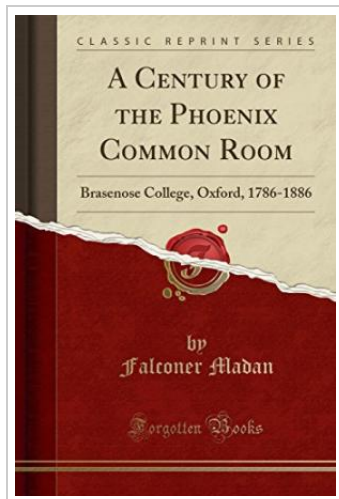 CLASSIC REPRINT SERIES
A CENTURY OF
THE PHOENIX
COMMON ROOM
Brasenose College, Oxford, 1786-1886
by
Falconer Madan
Forgotten Books